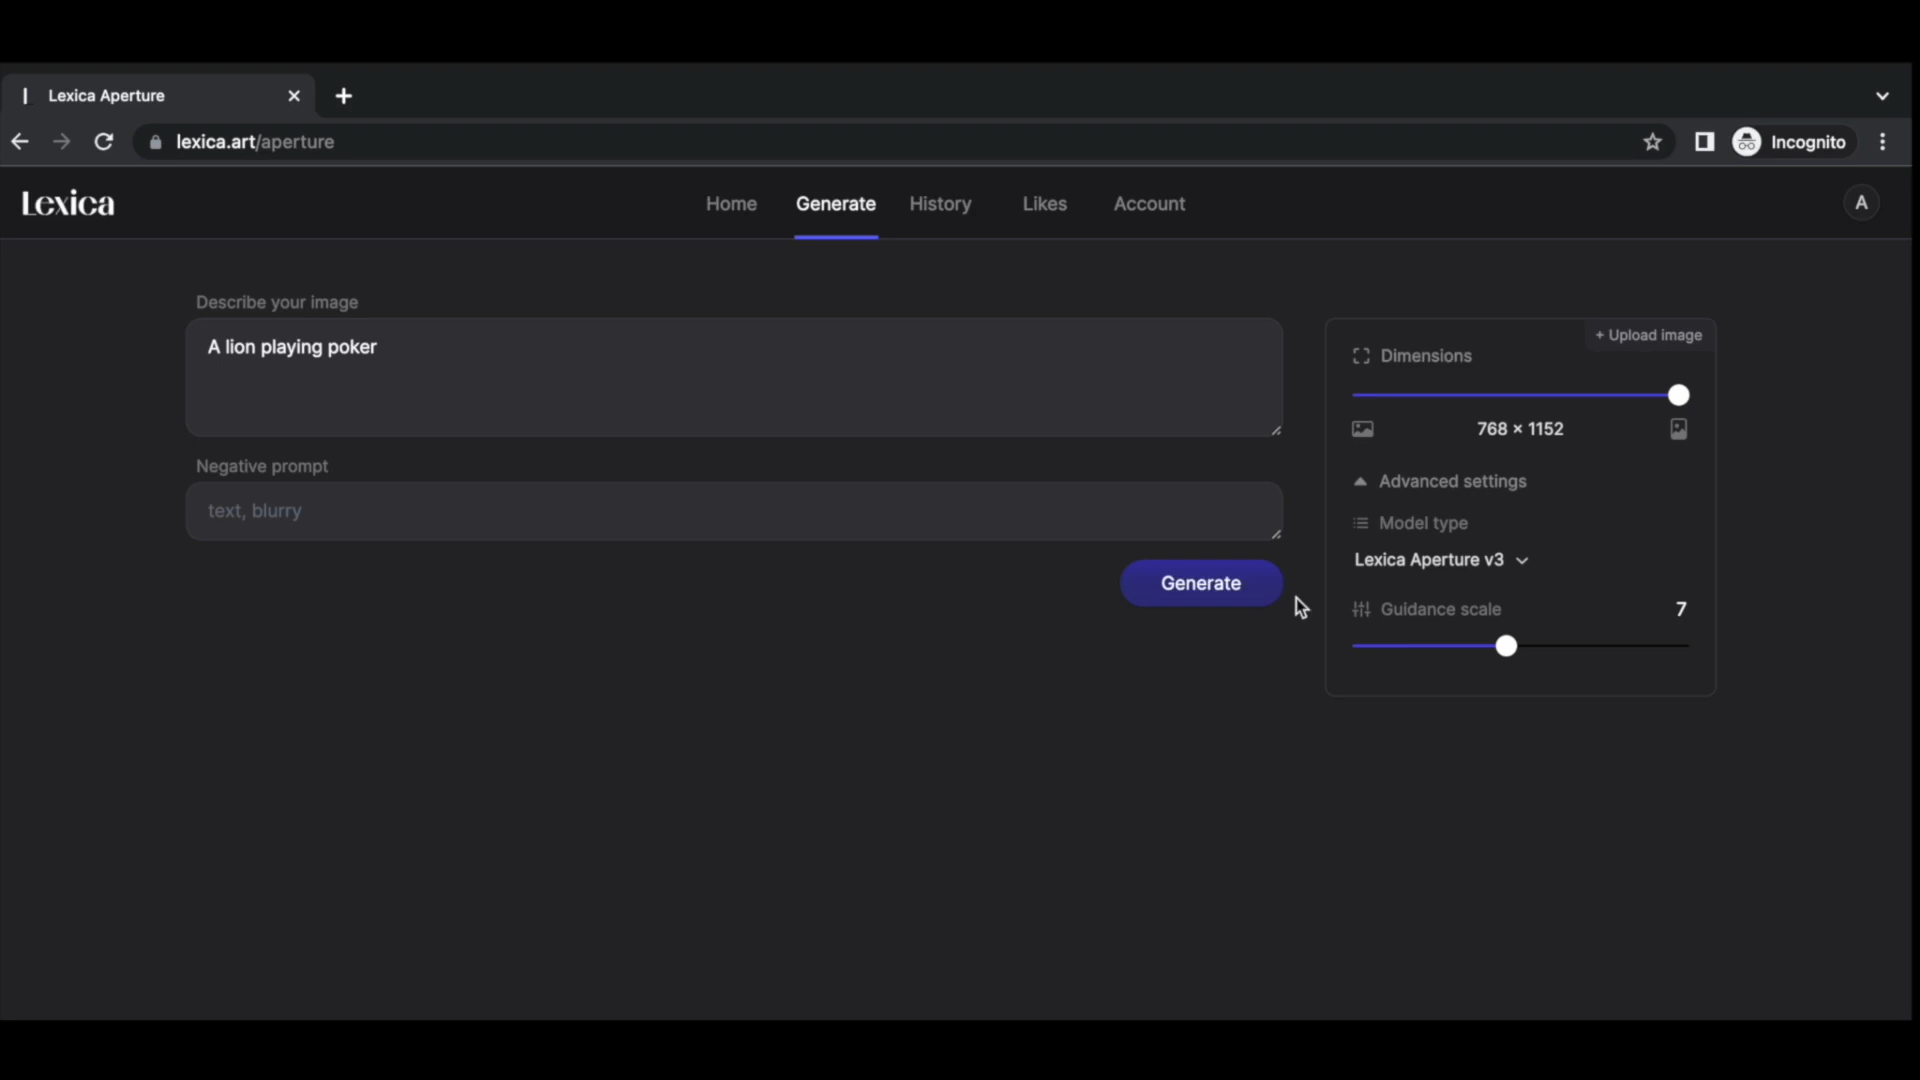 Lexica Aperture
lexica.art/aperture
Incognito
Lexica
Home Generate History Likes Account
A
Describe your image
A lion playing poker
Negative prompt
text, blurry
Generate
+ Upload image
Dimensions
768 × 1152
Advanced settings
Model type
Lexica Aperture v3
Guidance scale 7